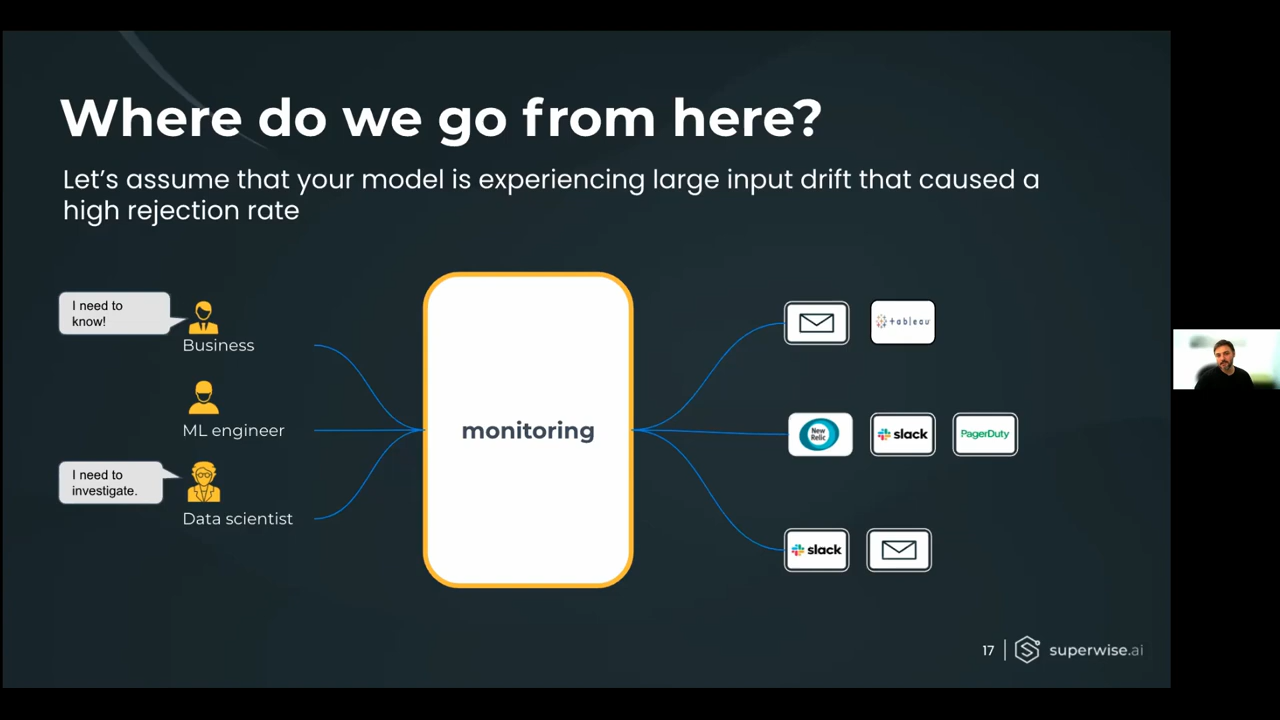 Where do we go from here?
Let's assume that your model is experiencing large input drift that caused a
high rejection rate
I need to
know!
Business
ML engineer
I need to
investigate.
Data scientist
monitoring
tableau
New
Relic
slack
PagerDuty
slack
17
superwise.ai